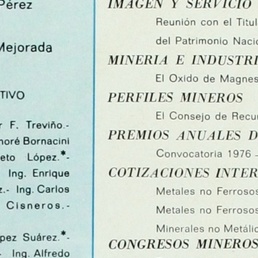 Pérez
Mejorada
TIVO
r F. Treviño.-
noré Bornacini
eto López.*-
Ing. Enrique
z.- Ing. Carlos
Cisneros.-
pez Suárez.*-
- Ing. Alfredo
IMAGEN Y SERVICIO
Reunión con el Titul
del Patrimonio Nacio
MINERIA E INDUSTRI
El Oxido de Magnes
PERFILES MINEROS
El Consejo de Recur
PREMIOS ANUALES D
Convocatoria 1976 -
COTIZACIONES INTER
Metales no Ferrosos
Metales no Ferrosos
Minerales no Metálic
CONGRESOS MINEROS